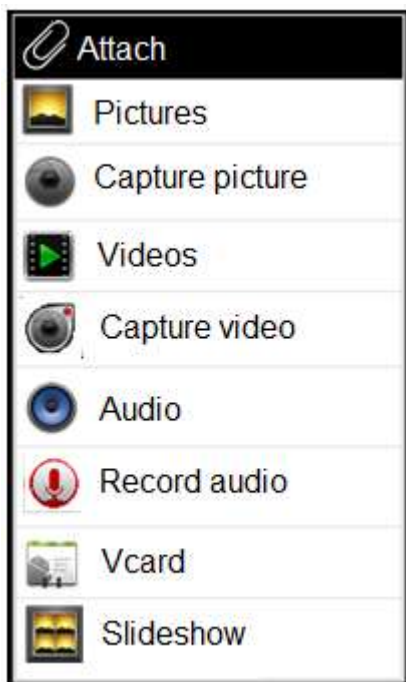 Attach
Pictures
Capture picture
Videos
Capture video
Audio
Record audio
Vcard
Slideshow